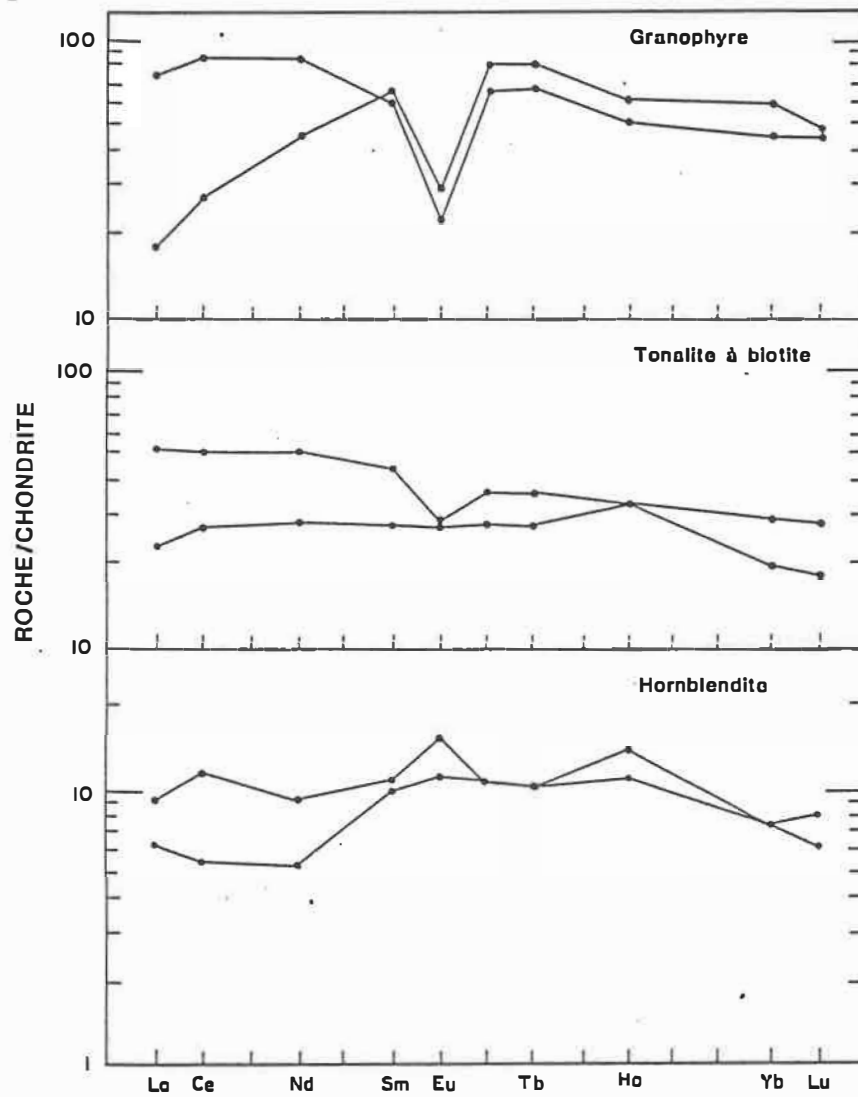 ROCHE/CHONDRITE
100
Granophyre
10
100
Tonalite à biotite
10
Hornblendite
10
1
La Ce Nd Sm Eu Tb Ho Yb Lu